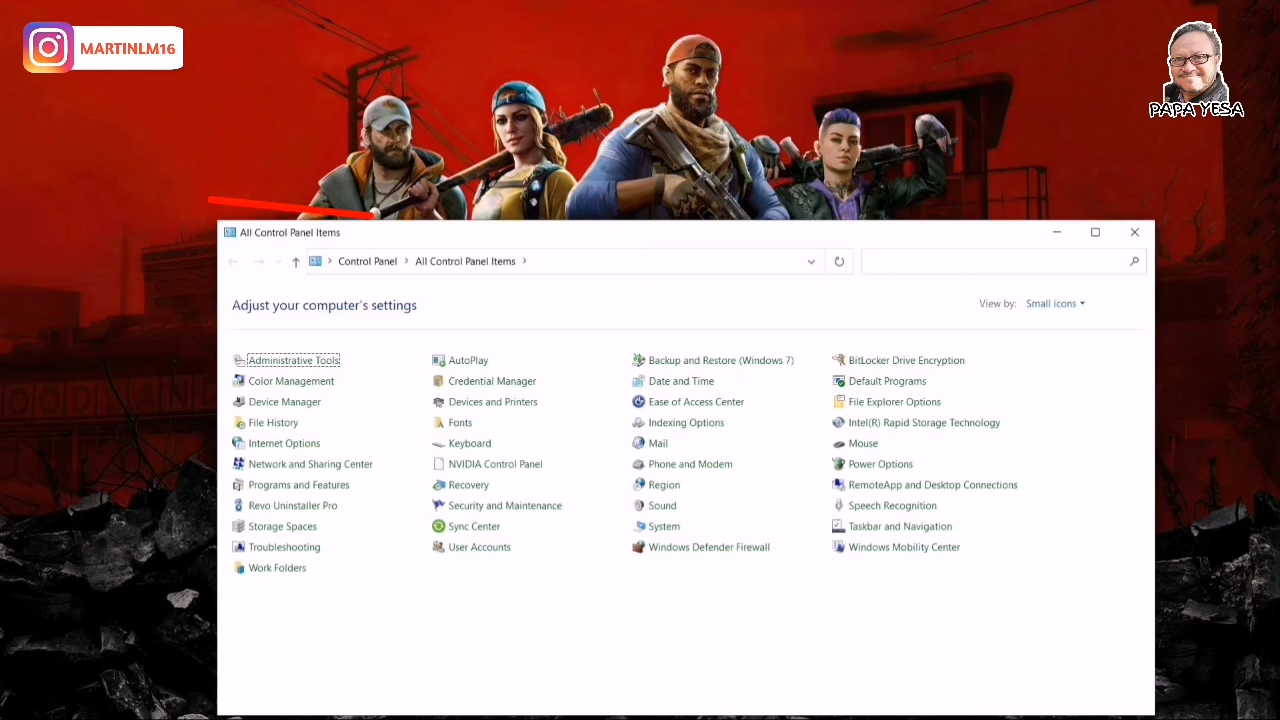 MARTINLM16
PAPA YESA
All Control Panel Items
Control Panel > All Control Panel Items >
Adjust your computer's settings
View by: Small icons
Administrative Tools
AutoPlay
Backup and Restore (Windows 7)
BitLocker Drive Encryption
Color Management
Credential Manager
Date and Time
Default Programs
Device Manager
Devices and Printers
Ease of Access Center
File Explorer Options
File History
Fonts
Indexing Options
Intel(R) Rapid Storage Technology
Internet Options
Keyboard
Mail
Mouse
Network and Sharing Center
NVIDIA Control Panel
Phone and Modem
Power Options
Programs and Features
Recovery
Region
RemoteApp and Desktop Connections
Revo Uninstaller Pro
Security and Maintenance
Sound
Speech Recognition
Storage Spaces
Sync Center
System
Taskbar and Navigation
Troubleshooting
User Accounts
Windows Defender Firewall
Windows Mobility Center
Work Folders